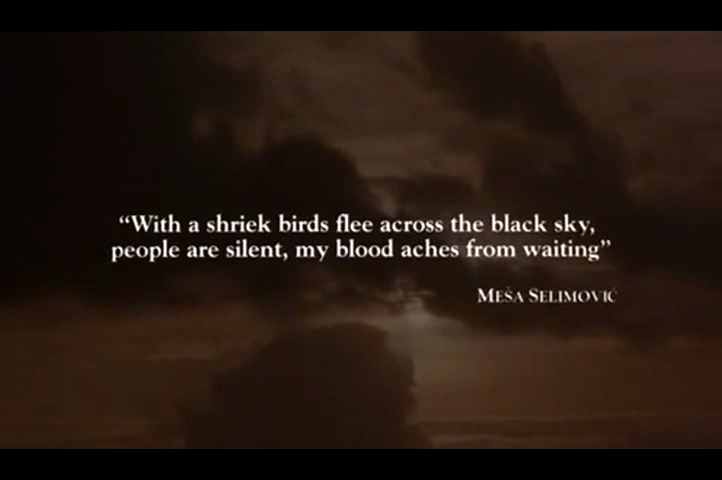 “With a shriek birds flee across the black sky,
people are silent, my blood aches from waiting”
MEŠA SELIMOVIĆ